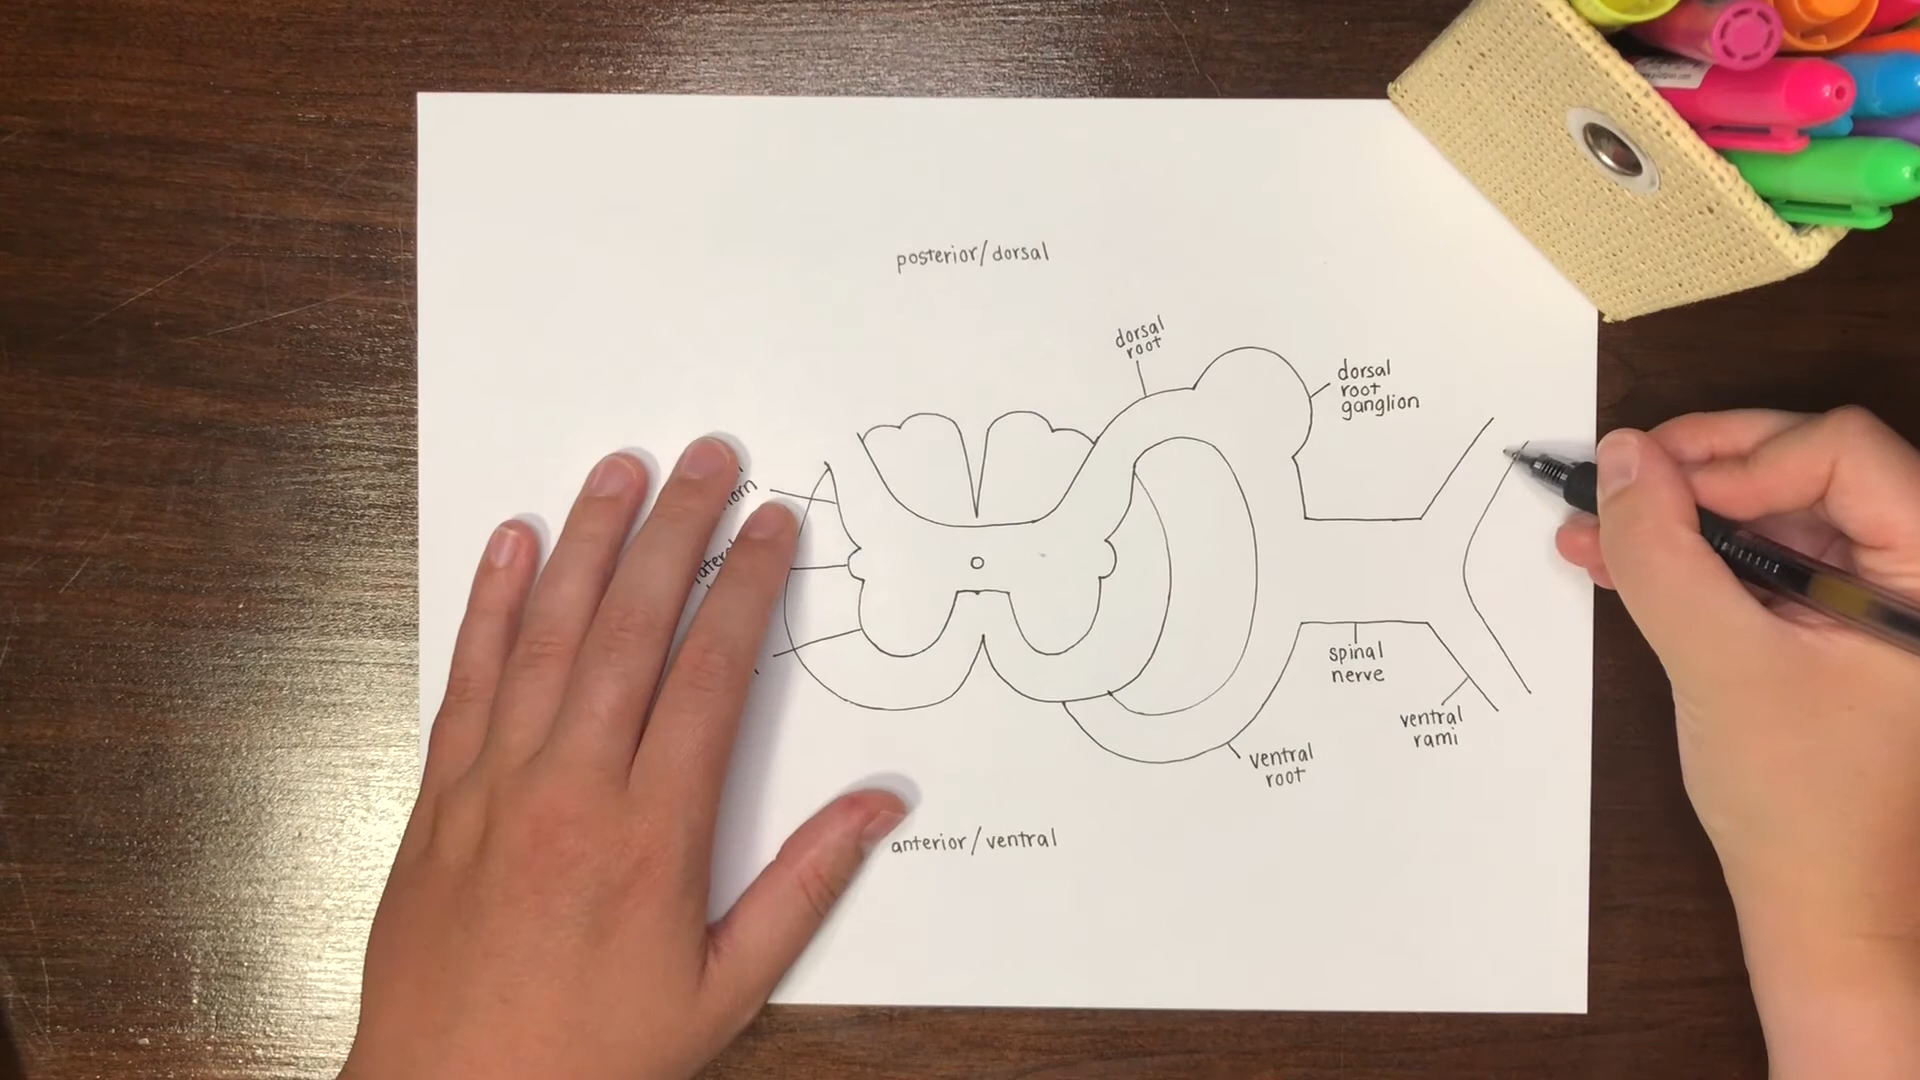 posterior/dorsal
dorsal
root
dorsal
root
ganglion
spinal
nerve
ventral
rami
ventral
root
anterior/ventral